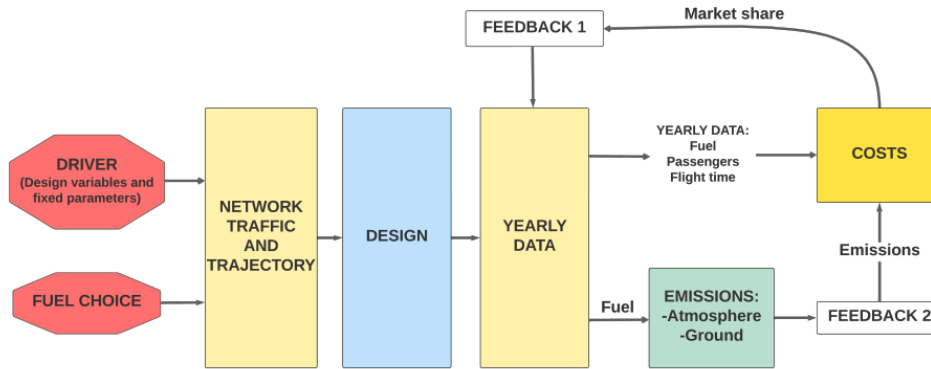 Market share
FEEDBACK 1
DRIVER
(Design variables and
fixed parameters)
FUEL CHOICE
NETWORK
TRAFFIC
AND
TRAJECTORY
DESIGN
YEARLY
DATA
YEARLY DATA:
Fuel
Passengers
Flight time
COSTS
Emissions
Fuel
EMISSIONS:
-Atmosphere
-Ground
FEEDBACK 2